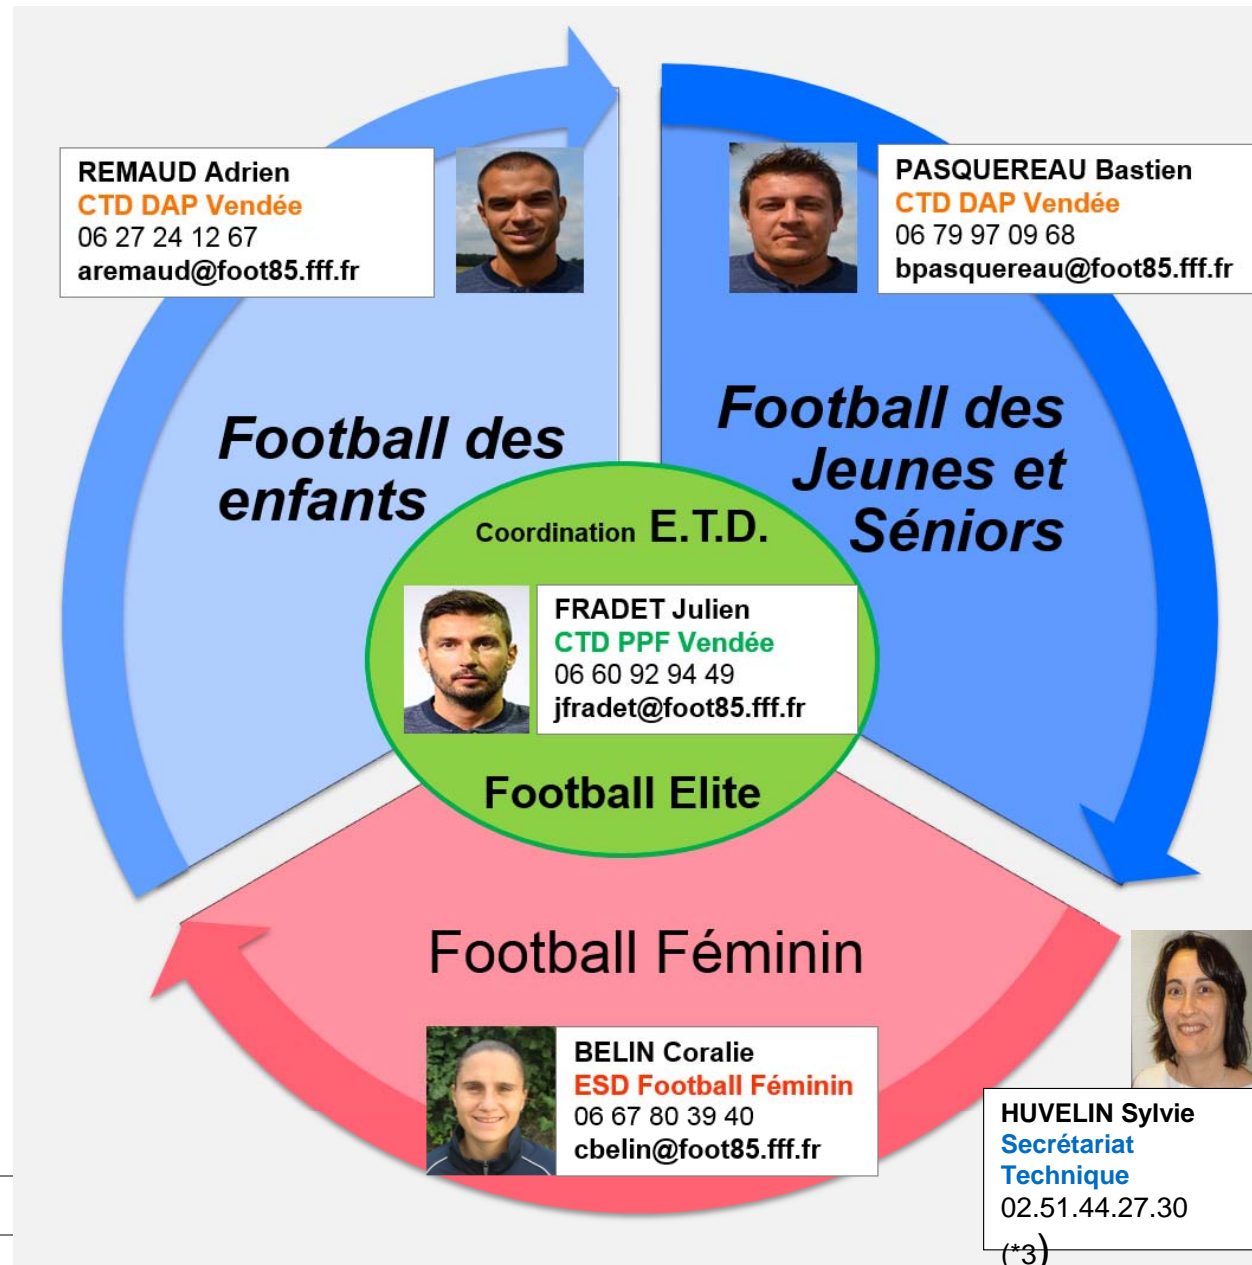 REMAUD Adrien
CTD DAP Vendée
06 27 24 12 67
aremaud@foot85.fff.fr
PASQUEREAU Bastien
CTD DAP Vendée
06 79 97 09 68
bpasquereau@foot85.fff.fr
Football des
enfants
Football des
Jeunes et
Séniors
Coordination E.T.D.
FRADET Julien
CTD PPF Vendée
06 60 92 94 49
jfradet@foot85.fff.fr
Football Elite
Football Féminin
BELIN Coralie
ESD Football Féminin
06 67 80 39 40
cbelin@foot85.fff.fr
HUVELIN Sylvie
Secrétariat
Technique
02.51.44.27.30
(*3)